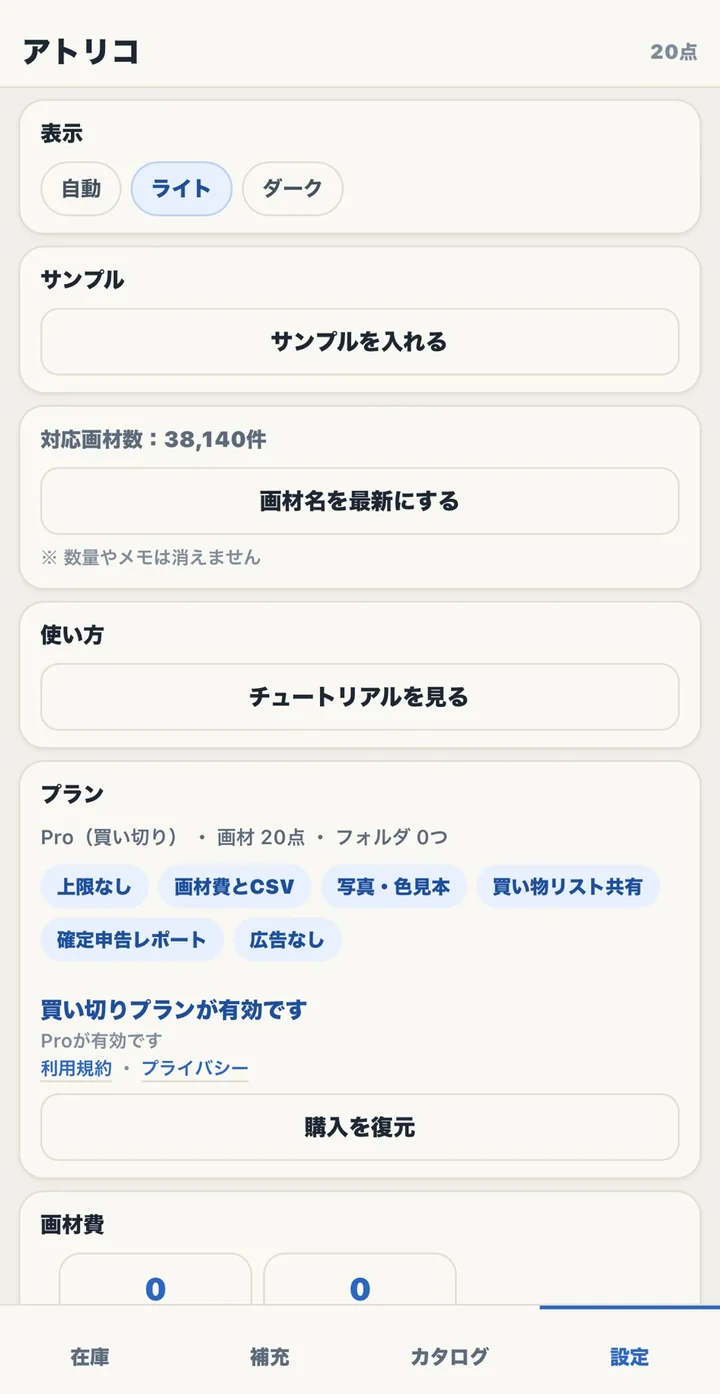 アトリコ
20点
表示
自動 ライト ダーク
サンプル
サンプルを入れる
対応画材数：38,140件
画材名を最新にする
※ 数量やメモは消えません
使い方
チュートリアルを見る
プラン
Pro（買い切り） ・ 画材 20点 ・ フォルダ 0つ
上限なし 画材費とCSV 写真・色見本 買い物リスト共有
確定申告レポート 広告なし
買い切りプランが有効です
Proが有効です
利用規約 ・ プライバシー
購入を復元
画材費
0 0
在庫 補充 カタログ 設定